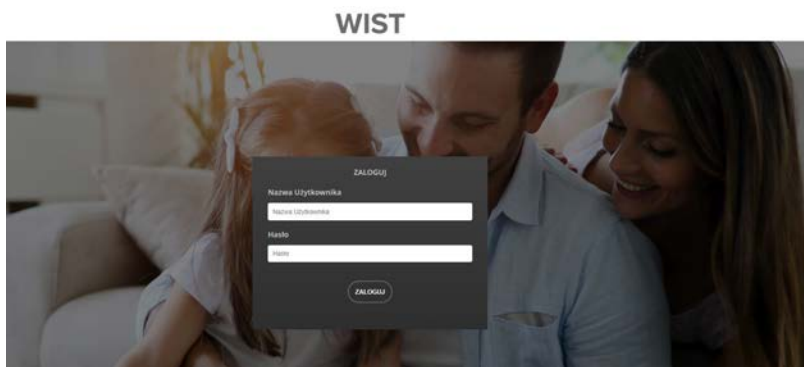 WIST
ZALOGUJ
Nazwa Użytkownika
Nazwa Użytkownika
Hasło
Hasło
ZALOGUJ